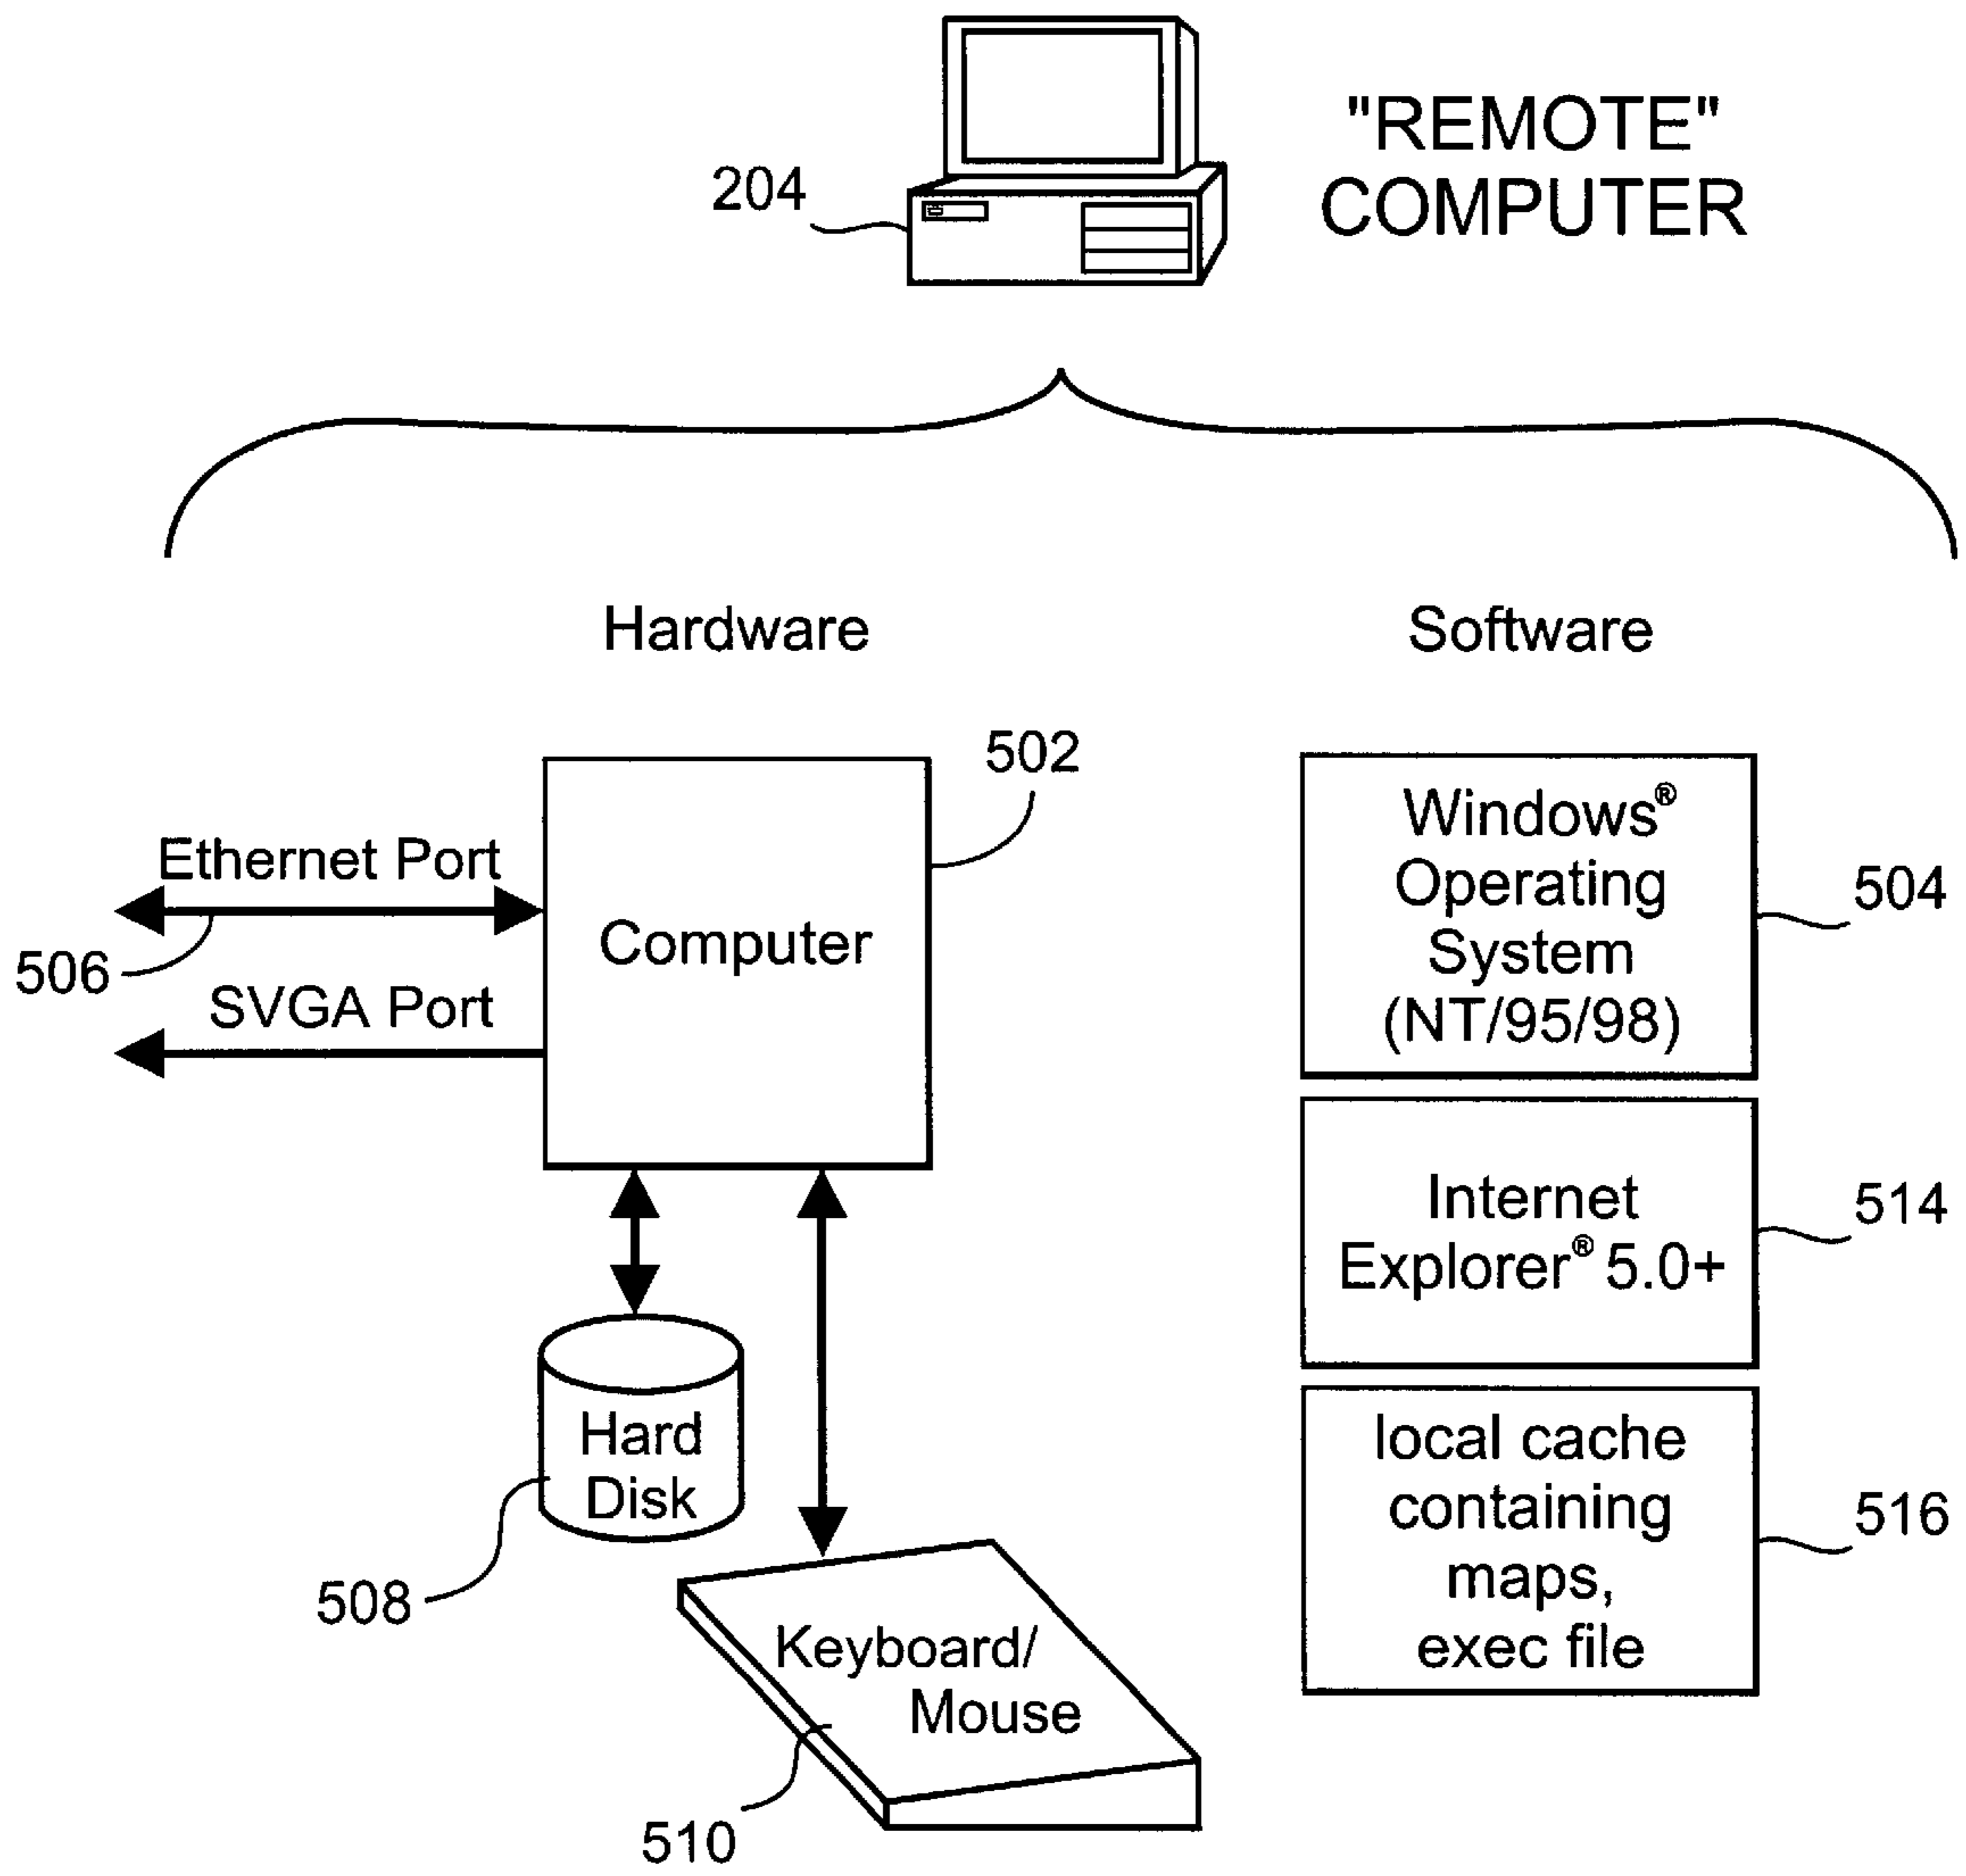 "REMOTE"
COMPUTER
204
Hardware
Software
502
Ethernet Port
506
SVGA Port
Computer
Windows®
Operating
System
(NT/95/98)
504
Internet
Explorer® 5.0+
514
Hard
Disk
508
local cache
containing
maps,
exec file
516
Keyboard/
Mouse
510